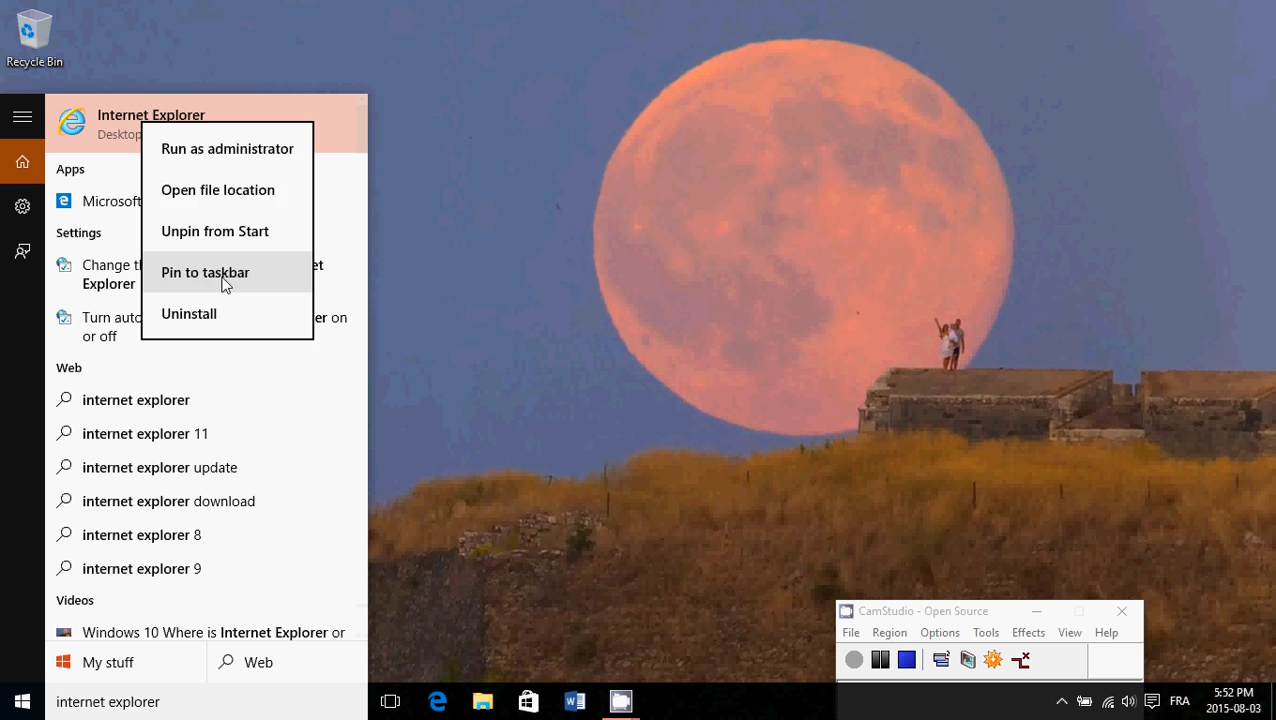 Recycle Bin
Internet Explorer
Desktop
Run as administrator
Open file location
Unpin from Start
Pin to taskbar
Uninstall
Apps
Microsoft
Settings
Change th
et
Explorer
Turn auto
er on
or off
Web
internet explorer
internet explorer 11
internet explorer update
internet explorer download
internet explorer 8
internet explorer 9
Videos
Windows 10 Where is Internet Explorer or
My stuff
Web
internet explorer
CamStudio - Open Source
File Region Options Tools Effects View Help
FRA
5:52 PM
2015-08-03